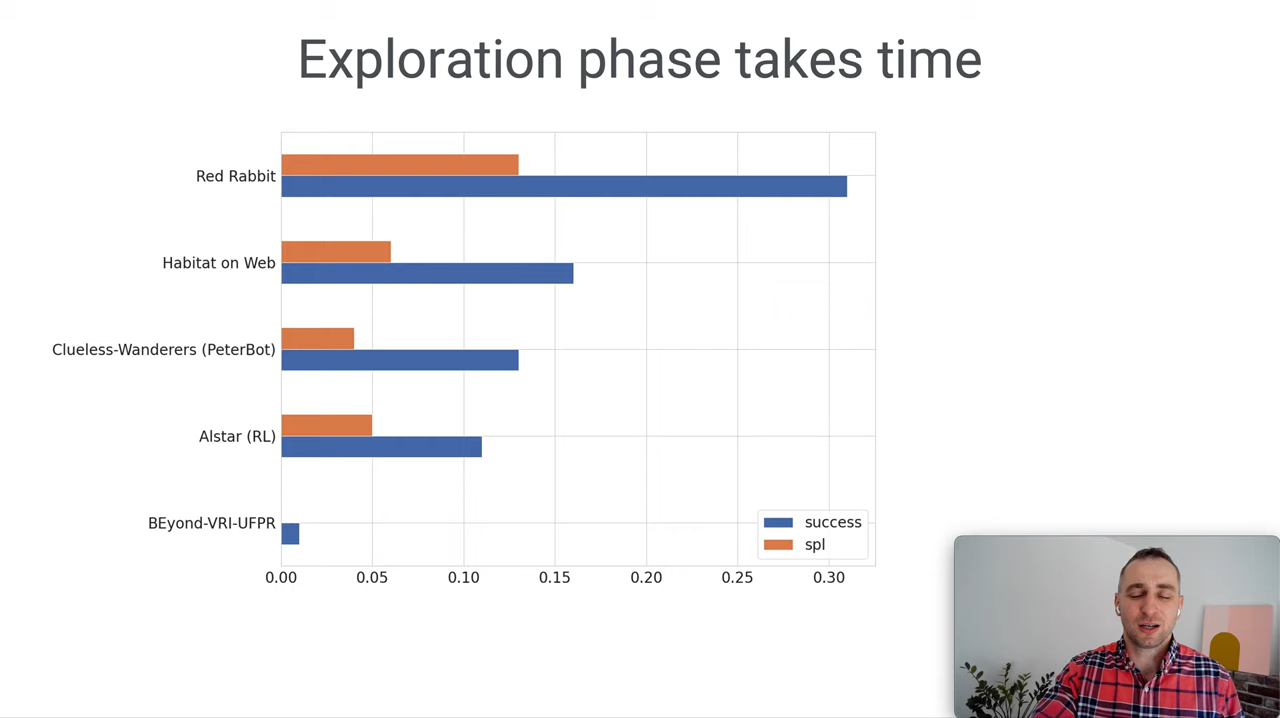 Exploration phase takes time
Red Rabbit
Habitat on Web
Clueless-Wanderers (PeterBot)
Alstar (RL)
BEyond-VRI-UFPR
success
spl
0.00 0.05 0.10 0.15 0.20 0.25 0.30